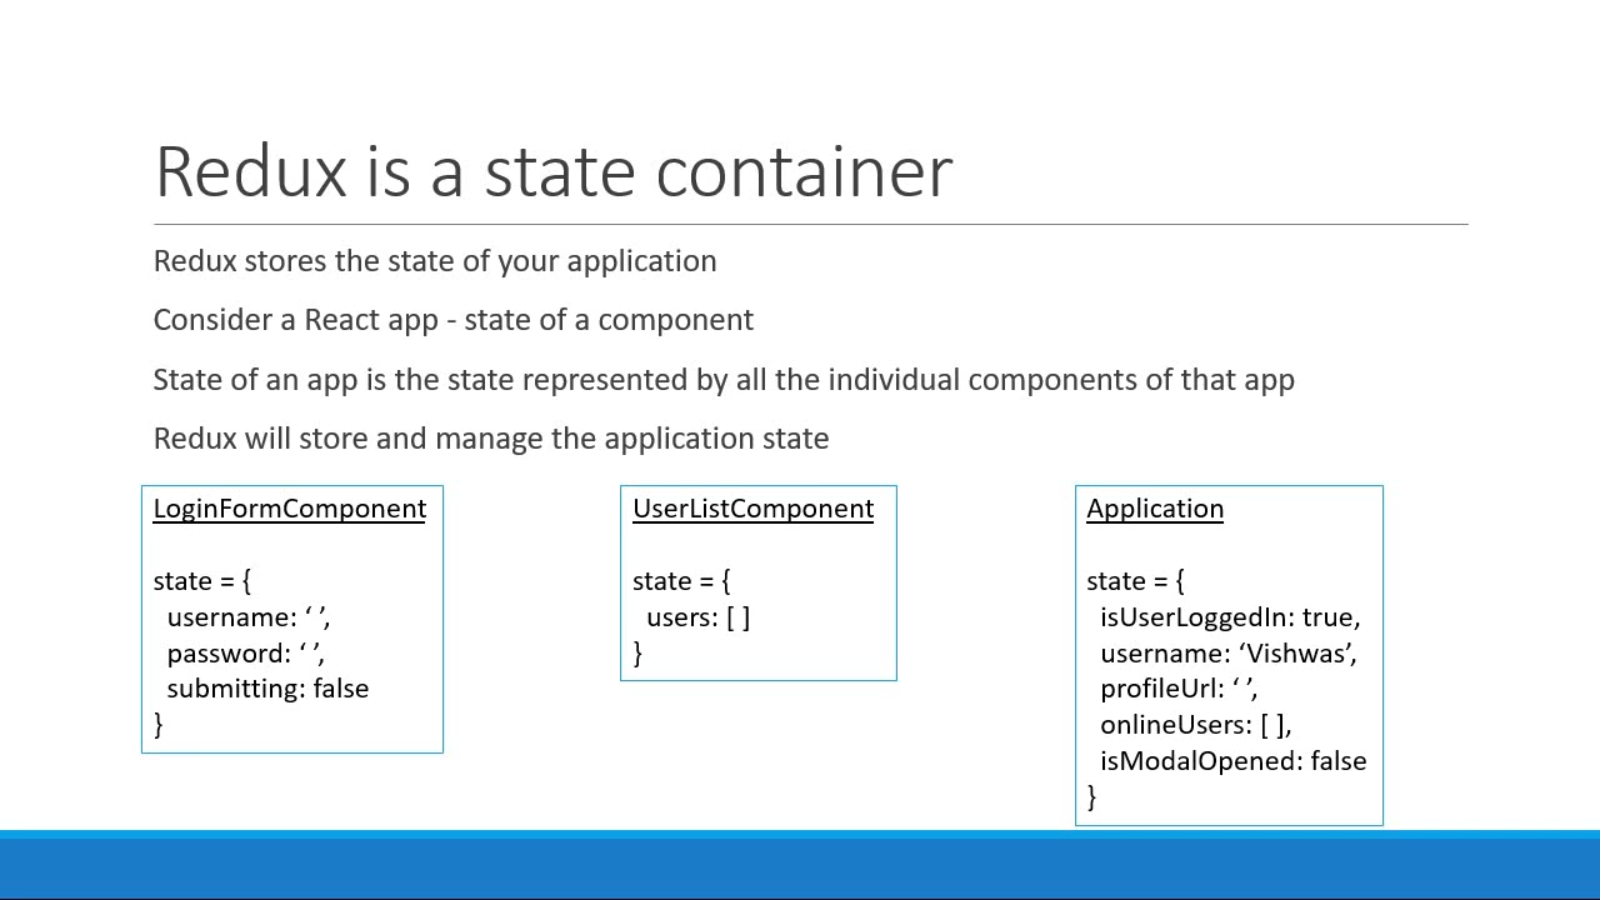 Redux is a state container
Redux stores the state of your application
Consider a React app - state of a component
State of an app is the state represented by all the individual components of that app
Redux will store and manage the application state
LoginFormComponent
state = {
username: ‘ ’,
password: ‘ ’,
submitting: false
}
UserListComponent
state = {
users: [ ]
}
Application
state = {
isUserLoggedIn: true,
username: ‘Vishwas’,
profileUrl: ‘ ’,
onlineUsers: [ ],
isModalOpened: false
}